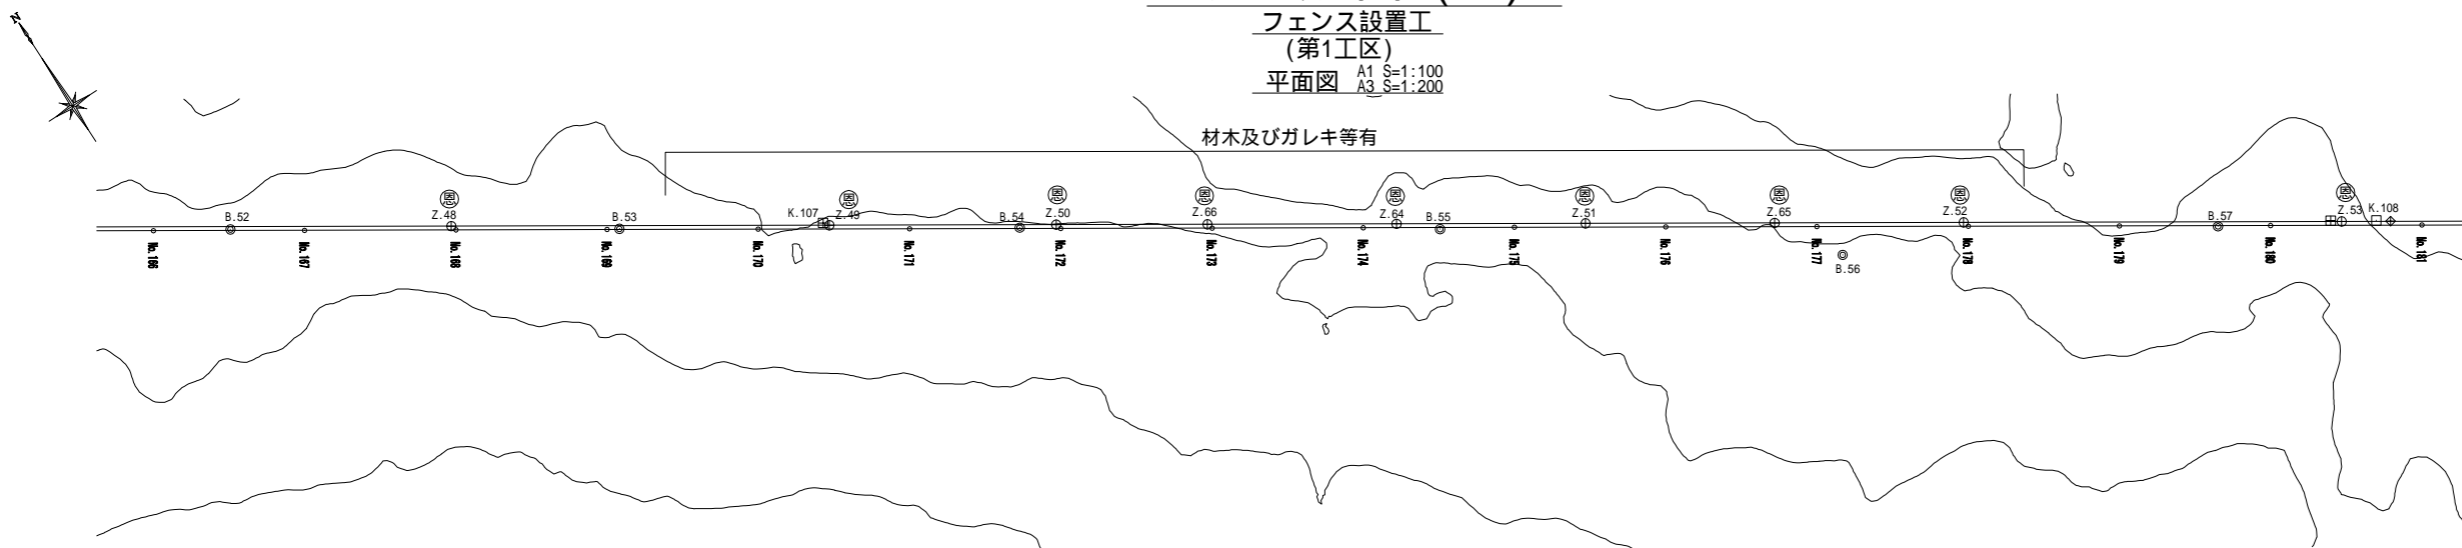 N
フェンス設置工
(第1工区)
平面図 A1 S=1:100
A3 S=1:200
材木及びガレキ等有
恩 恩 恩 恩 恩 恩 恩 恩 恩
B.52 Z.48 B.53 K.107 Z.49 B.54 Z.50 Z.66 Z.64 B.55 Z.51 Z.65 Z.52 B.57 Z.53 K.108
No.166 No.167 No.168 No.169 No.170 No.171 No.172 No.173 No.174 No.175 No.176 No.177 No.178 No.179 No.180 No.181
B.56